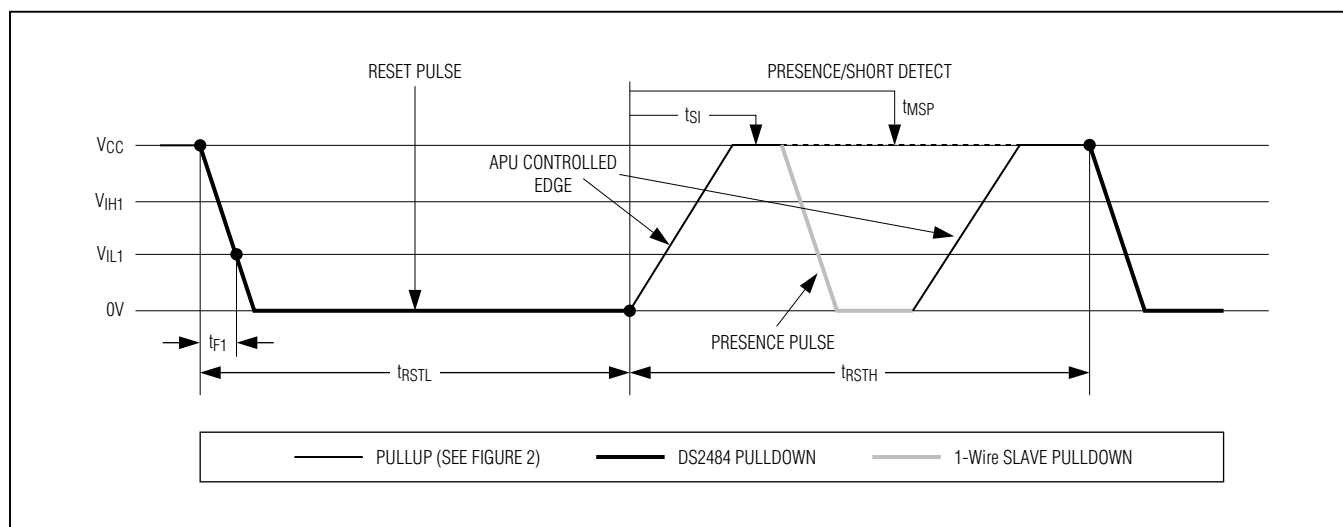 RESET PULSE
PRESENCE/SHORT DETECT
tMSP
tSI
VCC
APU CONTROLLED
EDGE
VIH1
VIL1
0V
PRESENCE PULSE
tF1
tRSTL
tRSTH
PULLUP (SEE FIGURE 2)
DS2484 PULLDOWN
1-Wire SLAVE PULLDOWN